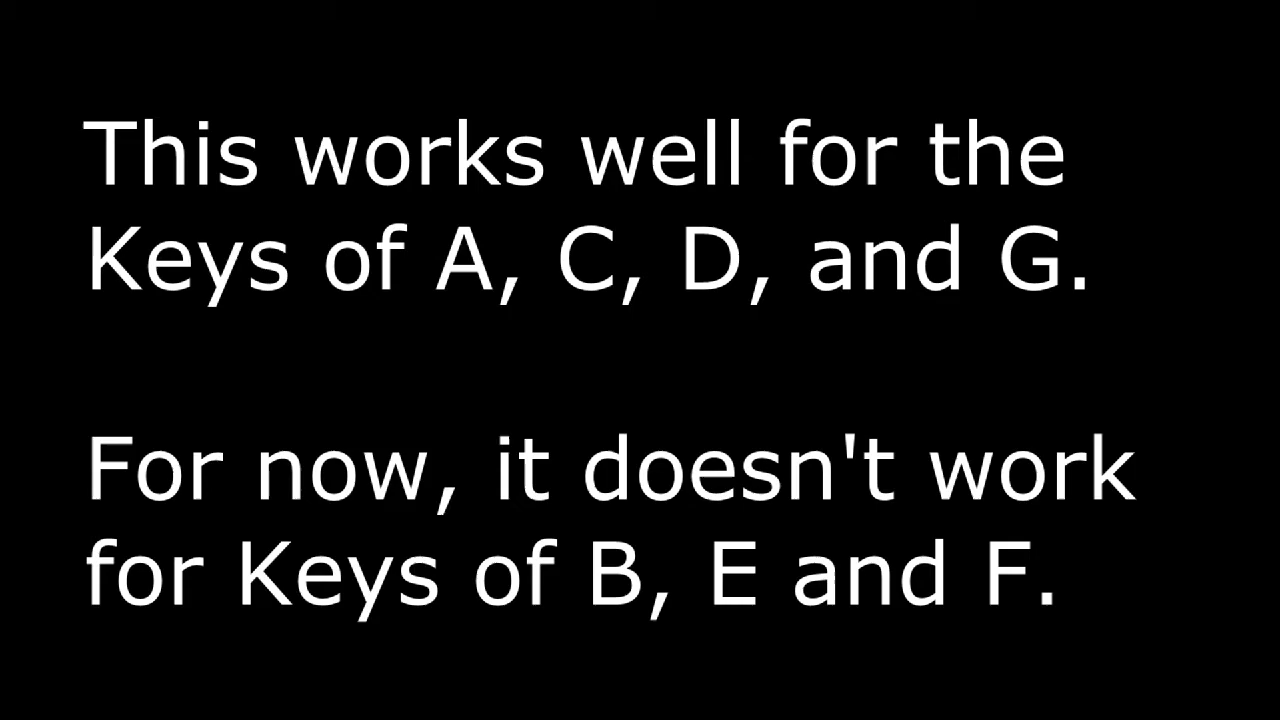 This works well for the
Keys of A, C, D, and G.
For now, it doesn't work
for Keys of B, E and F.